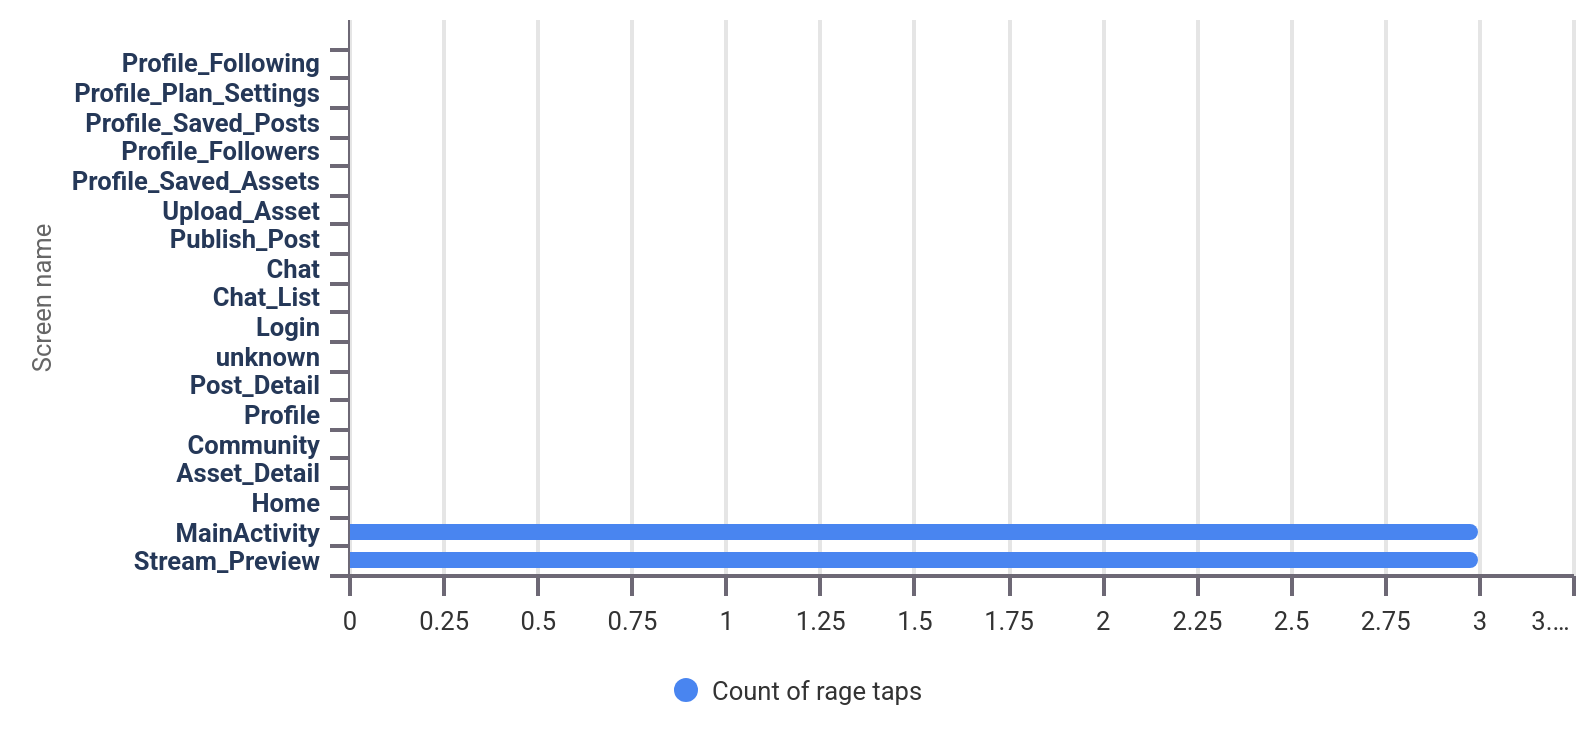 Screen name
Profile_Following
Profile_Plan_Settings
Profile_Saved_Posts
Profile_Followers
Profile_Saved_Assets
Upload_Asset
Publish_Post
Chat
Chat_List
Login
unknown
Post_Detail
Profile
Community
Asset_Detail
Home
MainActivity
Stream_Preview
0 0.25 0.5 0.75 1 1.25 1.5 1.75 2 2.25 2.5 2.75 3 3.…
Count of rage taps